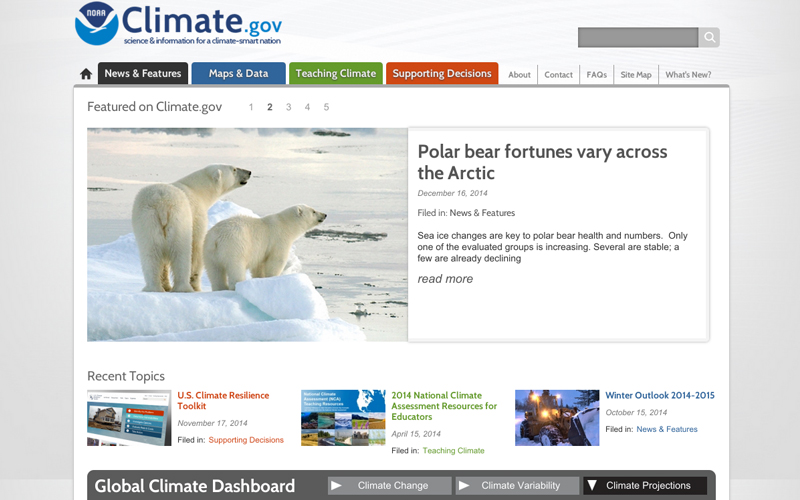 NOAA
Climate.gov
science & information for a climate-smart nation
News & Features
Maps & Data
Teaching Climate
Supporting Decisions
About
Contact
FAQs
Site Map
What's New?
Featured on Climate.gov
1 2 3 4 5
Polar bear fortunes vary across
the Arctic
December 16, 2014
Filed in: News & Features
Sea ice changes are key to polar bear health and numbers. Only
one of the evaluated groups is increasing. Several are stable; a
few are already declining
read more
Recent Topics
U.S. Climate Resilience
Toolkit
November 17, 2014
Filed in: Supporting Decisions
National Climate
Assessment (NCA)
Teaching Resources
2014 National Climate
Assessment Resources for
Educators
April 15, 2014
Filed in: Teaching Climate
Winter Outlook 2014-2015
October 15, 2014
Filed in: News & Features
Global Climate Dashboard
Climate Change
Climate Variability
Climate Projections